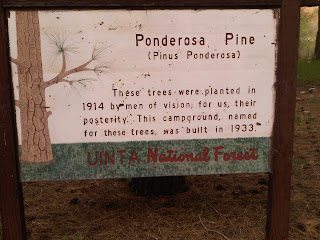 Ponderosa Pine
(Pinus Ponderosa)
These trees were planted in
1914 by men of vision; for us, their
posterity. This campground, named
for these trees, was built in 1933.
UINTA National Forest